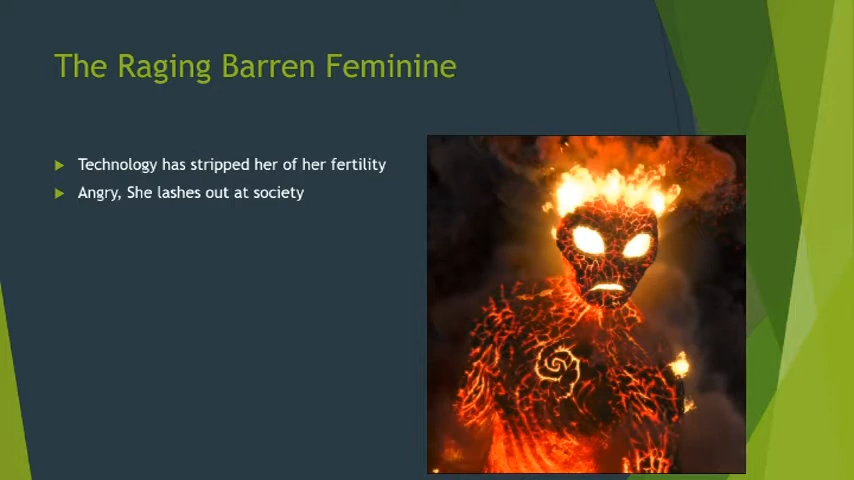 The Raging Barren Feminine
Technology has stripped her of her fertility
Angry, She lashes out at society